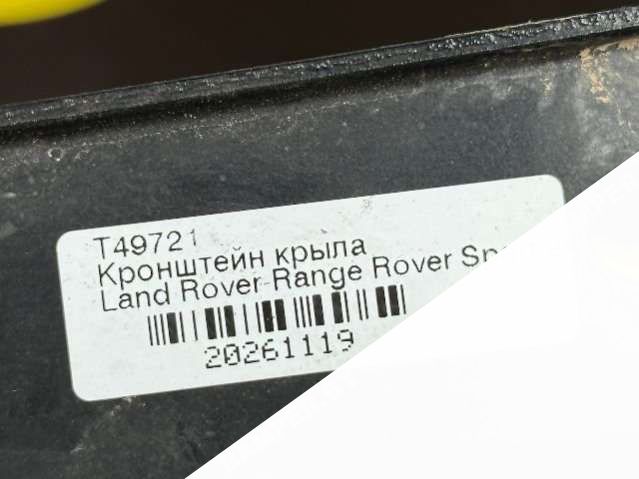 T49721
Кронштейн крыла
Land Rover Range Rover
20261119